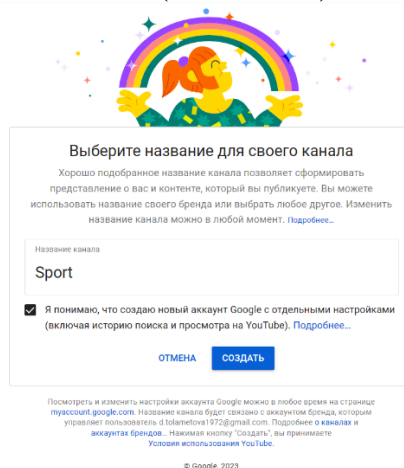 Выберите название для своего канала
Хорошо подобранное название канала позволяет сформировать
представление о вас и контенте, который вы публикуете. Вы можете
использовать название своего бренда или выбрать любое другое. Изменить
название канала можно в любой момент. Подробнее…
Название канала
Sport
Я понимаю, что создаю новый аккаунт Google с отдельными настройками
(включая историю поиска и просмотра на YouTube). Подробнее…
ОТМЕНА
СОЗДАТЬ
Посмотреть и изменить настройки аккаунта Google можно в любое время на странице
myaccount.google.com. Название канала будет связано с аккаунтом бренда, которым
управляет пользователь d.tolametova1972@gmail.com. Подробнее о каналах и
аккаунтах брендов… Нажимая кнопку "Создать", вы принимаете
Условия использования YouTube.
© Google, 2023